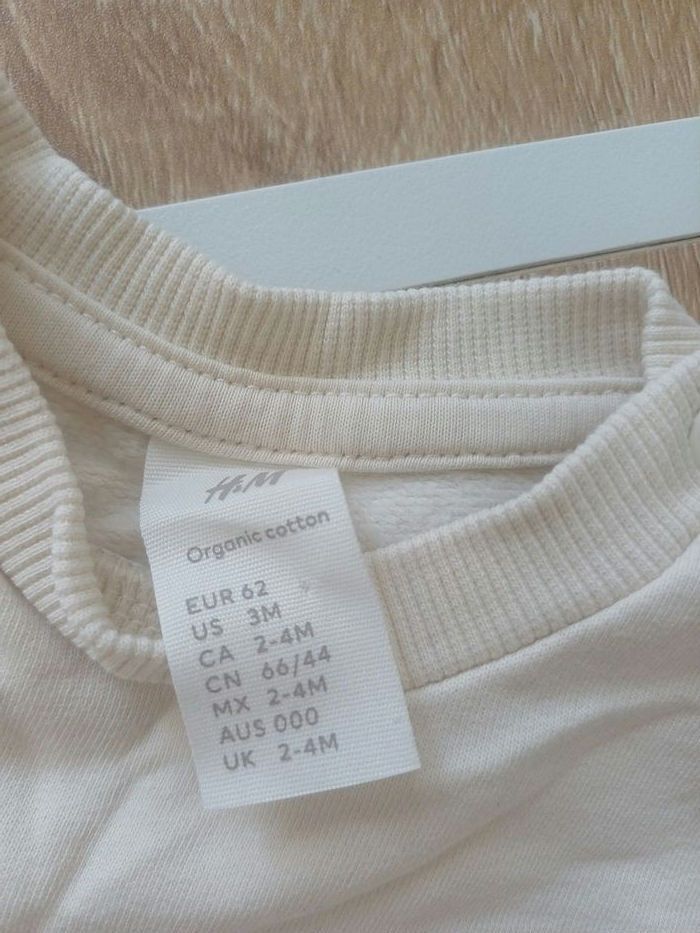 H&M
Organic cotton
EUR 62
US 3M
CA 2-4M
CN 66/44
MX 2-4M
AUS 000
UK 2-4M